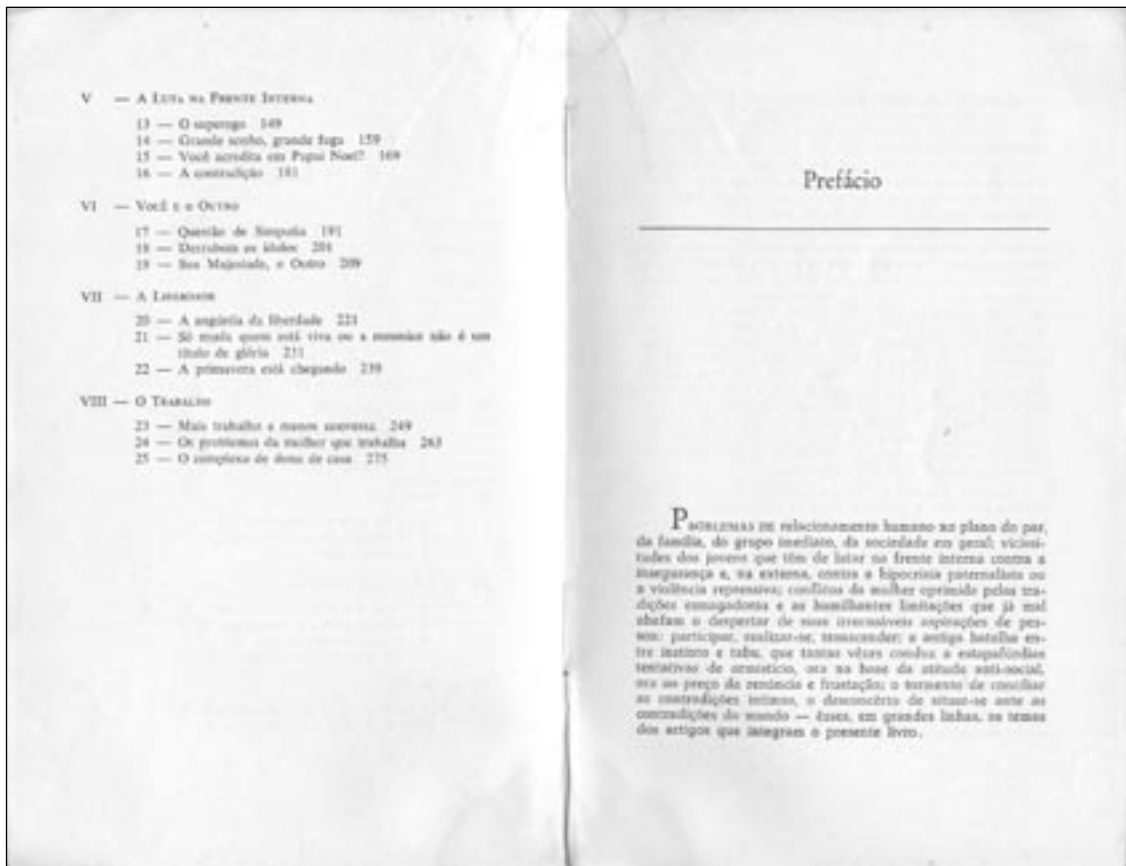 V — A LUTA NA FRENTE INTERNA
13 — O superego 149
14 — Grande sonho, grande fuga 159
15 — Você acredita em Papai Noel? 169
16 — A contradição 181
VI — VOCÊ E O OUTRO
17 — Questão de Simpatia 191
18 — Derrubem os ídolos 201
19 — Sua Majestade, o Outro 209
VII — A LIBERDADE
20 — A angústia da liberdade 221
21 — Só muda quem está viva ou a mesmice não é um
título de glória 231
22 — A primavera está chegando 239
VIII — O TRABALHO
23 — Mais trabalho e menos conversa 249
24 — Os problemas da mulher que trabalha 263
25 — O complexo de dona de casa 275
Prefácio
PROBLEMAS DE relacionamento humano no plano do par,
da família, do grupo imediato, da sociedade em geral; vicissi-
tudes dos jovens que têm de lutar na frente interna contra a
insegurança e, na externa, contra a hipocrisia paternalista ou
a violência repressiva; conflitos da mulher oprimida pelas tra-
dições esmagadoras e as humilhantes limitações que já mal
abafam o despertar de suas irrecusáveis aspirações de pes-
soa: participar, realizar-se, transcender; a antiga batalha en-
tre instinto e tabu, que tantas vêzes conduz a estapafúrdias
tentativas de armistício, ora na base da atitude anti-social,
ora ao preço da renúncia e frustação; o tormento de conciliar
as contradições íntimas, o desconcêrto de situar-se ante as
contradições do mundo — êsses, em grandes linhas, os temas
dos artigos que integram o presente livro.